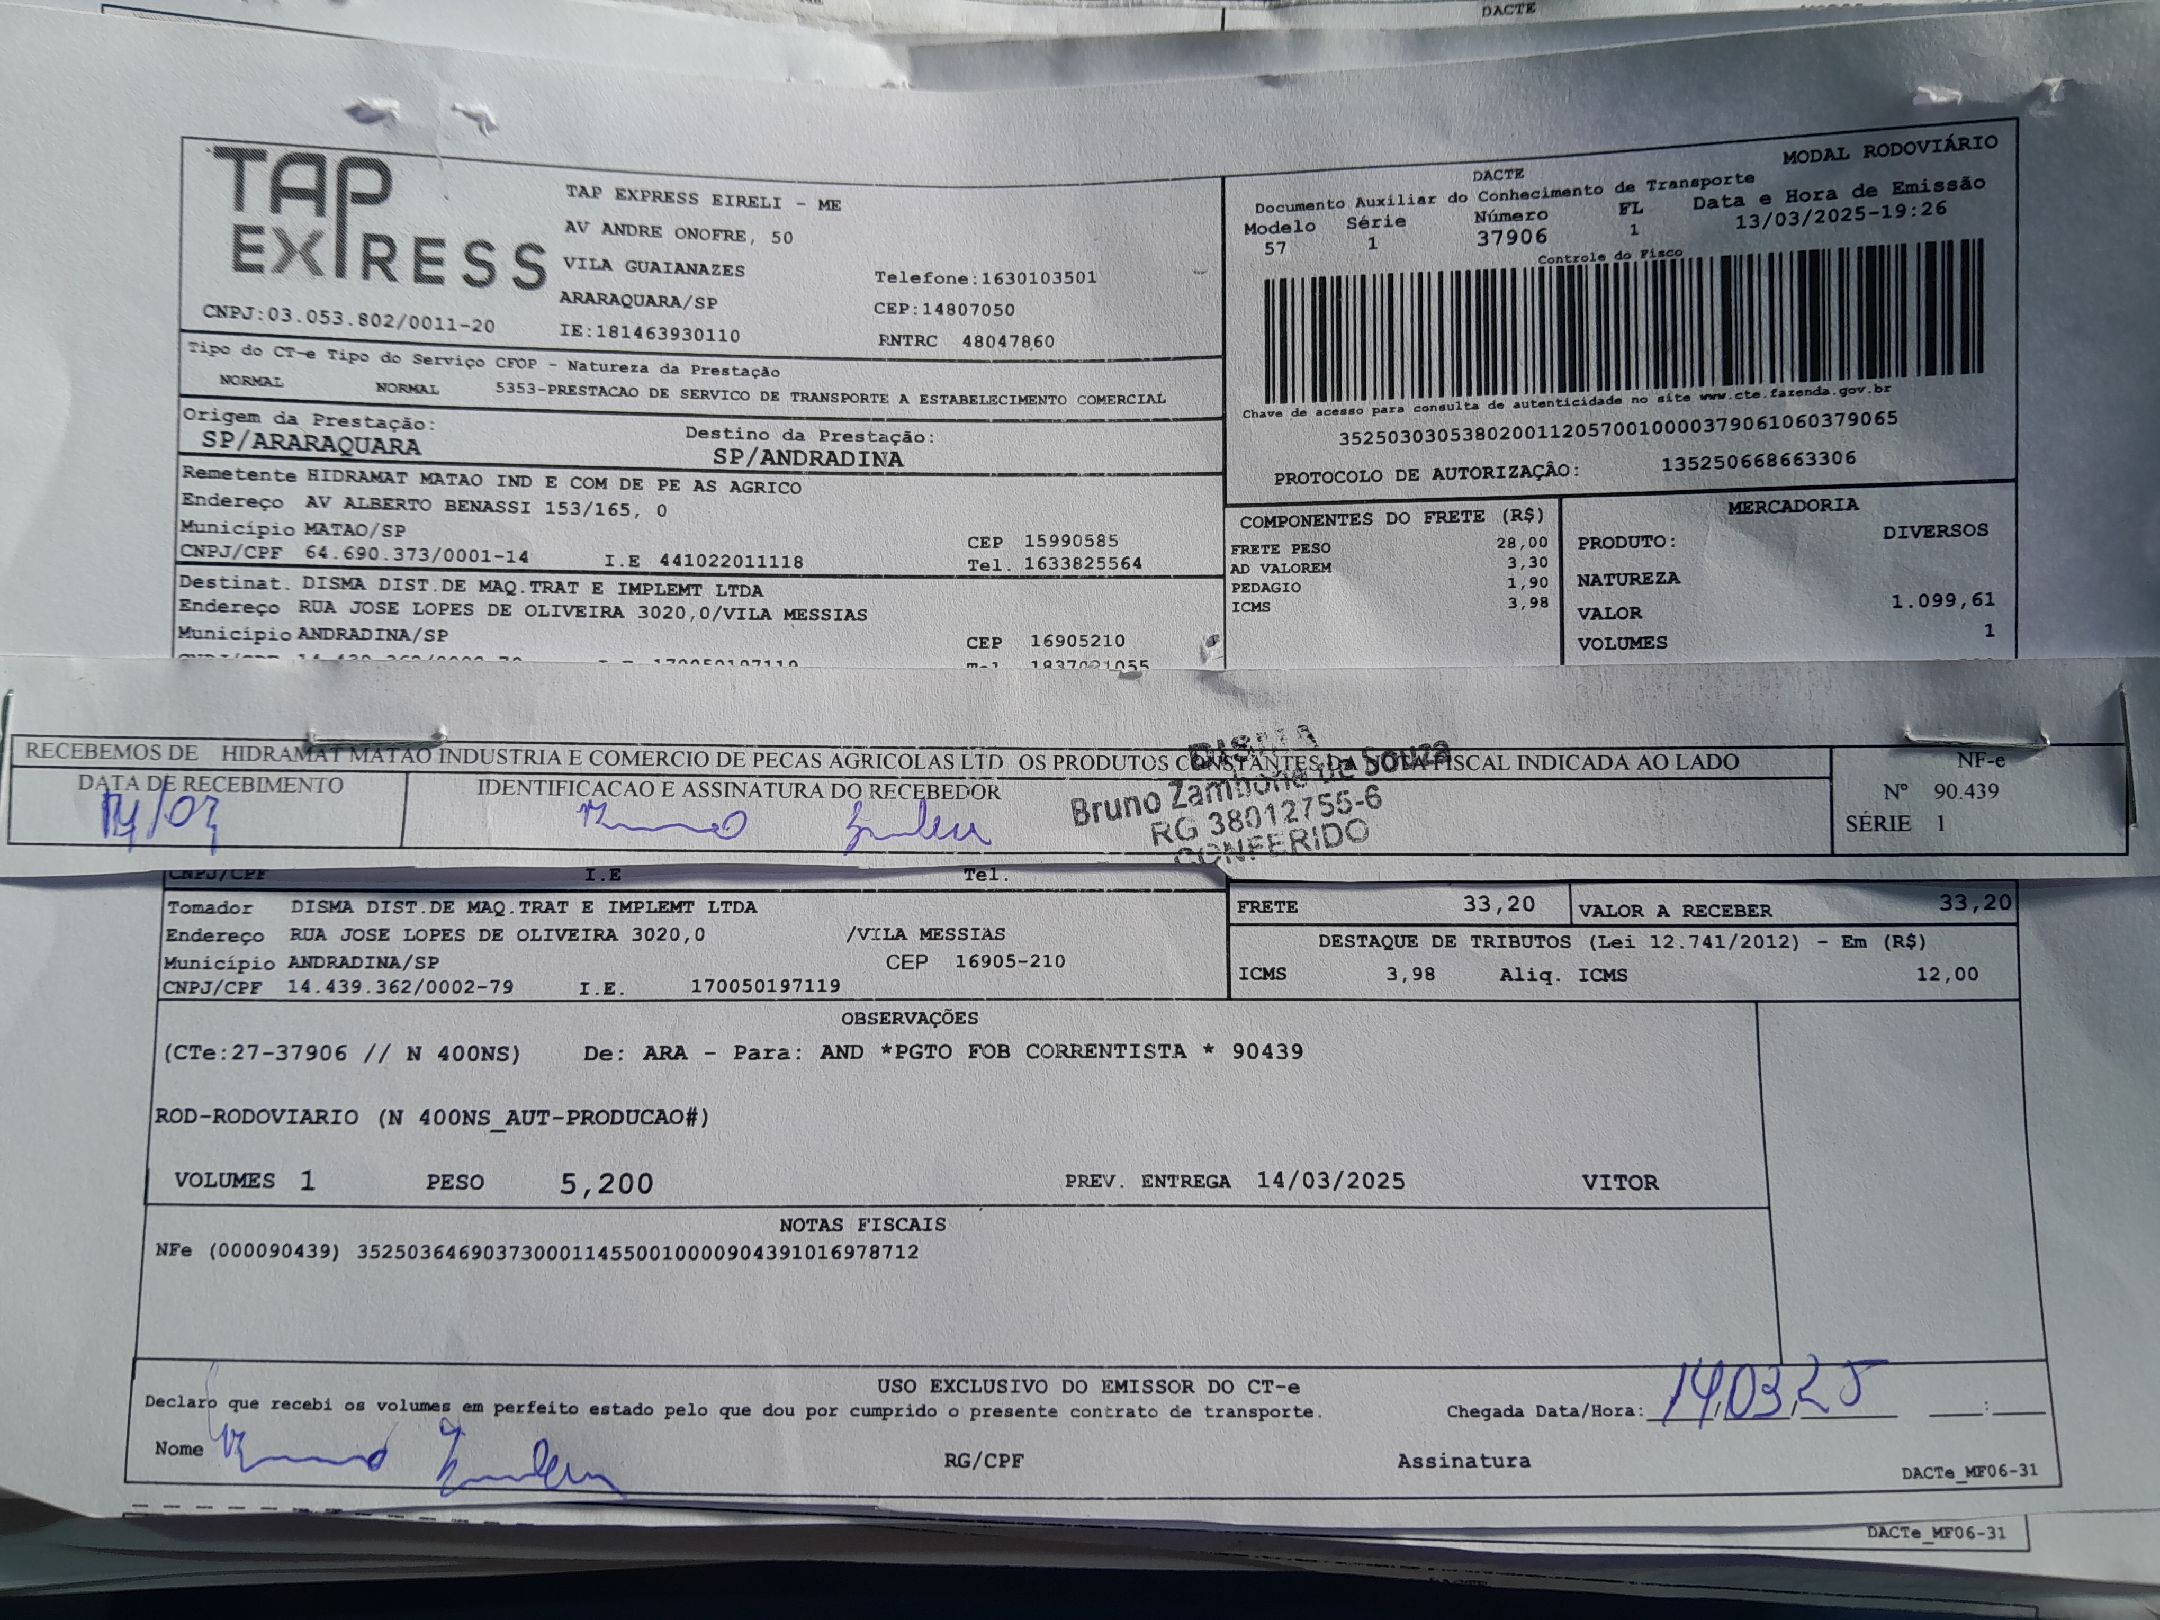 DACTE
TAP EXPRESS
TAP EXPRESS EIRELI - ME
AV ANDRE ONOFRE, 50
VILA GUAIANAZES
Telefone:1630103501
ARARAQUARA/SP
CEP:14807050
CNPJ:03.053.802/0011-20
IE:181463930110
RNTRC 48047860
MODAL RODOVIÁRIO
DACTE
Documento Auxiliar do Conhecimento de Transporte
Modelo Série Número FL Data e Hora de Emissão
57 1 37906 1 13/03/2025-19:26
Controle do Fisco
Chave de acesso para consulta de autenticidade no site www.cte.fazenda.gov.br
35250303053802001120570010000379061060379065
PROTOCOLO DE AUTORIZAÇÃO: 135250668663306
Tipo do CT-e Tipo do Serviço CFOP - Natureza da Prestação
NORMAL NORMAL 5353-PRESTACAO DE SERVICO DE TRANSPORTE A ESTABELECIMENTO COMERCIAL
Origem da Prestação: Destino da Prestação:
SP/ARARAQUARA SP/ANDRADINA
Remetente HIDRAMAT MATAO IND E COM DE PE AS AGRICO
Endereço AV ALBERTO BENASSI 153/165, 0
Município MATAO/SP CEP 15990585
CNPJ/CPF 64.690.373/0001-14 I.E 441022011118 Tel. 1633825564
Destinat. DISMA DIST.DE MAQ.TRAT E IMPLEMT LTDA
Endereço RUA JOSE LOPES DE OLIVEIRA 3020,0/VILA MESSIAS
Município ANDRADINA/SP CEP 16905210
CNPJ/CPF 14.439.362/0002-79 I.E 170050197119 Tel 1837021055
COMPONENTES DO FRETE (R$)
FRETE PESO 28,00
AD VALOREM 3,30
PEDAGIO 1,90
ICMS 3,98
MERCADORIA
PRODUTO: DIVERSOS
NATUREZA
VALOR 1.099,61
VOLUMES 1
RECEBEMOS DE HIDRAMAT MATAO INDUSTRIA E COMERCIO DE PECAS AGRICOLAS LTD OS PRODUTOS CONSTANTES DA NOTA FISCAL INDICADA AO LADO
DATA DE RECEBIMENTO
14/03
IDENTIFICACAO E ASSINATURA DO RECEBEDOR
DISMA
Bruno Zambone de Souza
RG 38012755-6
CONFERIDO
NF-e
Nº 90.439
SÉRIE 1
CNPJ/CPF I.E Tel.
Tomador DISMA DIST.DE MAQ.TRAT E IMPLEMT LTDA
Endereço RUA JOSE LOPES DE OLIVEIRA 3020,0 /VILA MESSIAS
Município ANDRADINA/SP CEP 16905-210
CNPJ/CPF 14.439.362/0002-79 I.E. 170050197119
FRETE 33,20 VALOR A RECEBER 33,20
DESTAQUE DE TRIBUTOS (Lei 12.741/2012) - Em (R$)
ICMS 3,98 Aliq. ICMS 12,00
OBSERVAÇÕES
(CTe:27-37906 // N 400NS) De: ARA - Para: AND *PGTO FOB CORRENTISTA * 90439
ROD-RODOVIARIO (N 400NS_AUT-PRODUCAO#)
VOLUMES 1 PESO 5,200 PREV. ENTREGA 14/03/2025 VITOR
NOTAS FISCAIS
NFe (000090439) 35250364690373000114550010000904391016978712
USO EXCLUSIVO DO EMISSOR DO CT-e
Declaro que recebi os volumes em perfeito estado pelo que dou por cumprido o presente contrato de transporte.
Chegada Data/Hora: 14,03,25 :
Nome RG/CPF Assinatura
DACTe_MF06-31
DACTe_MF06-31